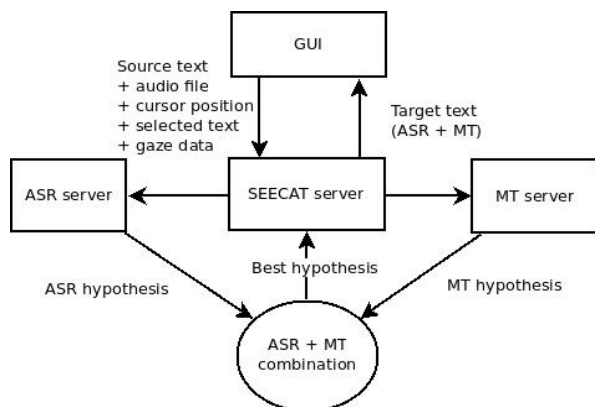 GUI
Source text
+ audio file
+ cursor position
+ selected text
+ gaze data
Target text
(ASR + MT)
ASR server
SEECAT server
MT server
ASR hypothesis
Best hypothesis
MT hypothesis
ASR + MT
combination